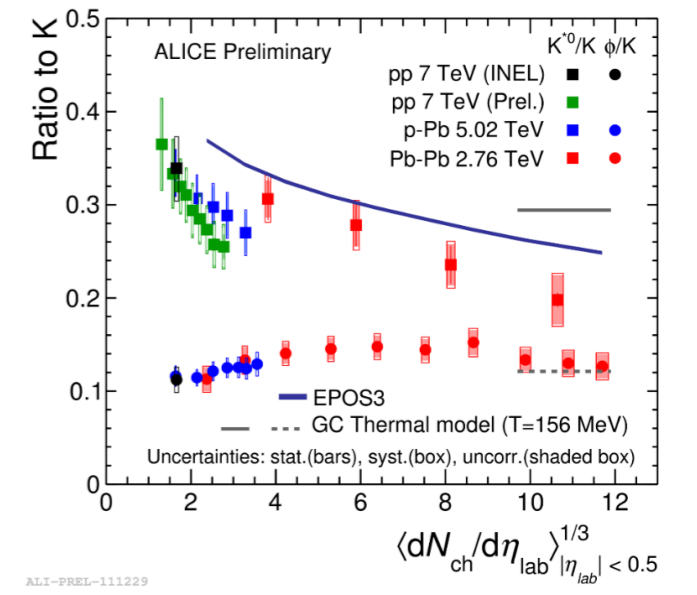 Ratio to K
0.5
0.4
0.3
0.2
0.1
0
ALICE Preliminary
K*0/K ϕ/K
pp 7 TeV (INEL)
pp 7 TeV (Prel.)
p-Pb 5.02 TeV
Pb-Pb 2.76 TeV
EPOS3
GC Thermal model (T=156 MeV)
Uncertainties: stat.(bars), syst.(box), uncorr.(shaded box)
0 2 4 6 8 10 12
⟨dN_ch/dη_lab⟩^1/3 _|η_lab| < 0.5
ALI-PREL-111229